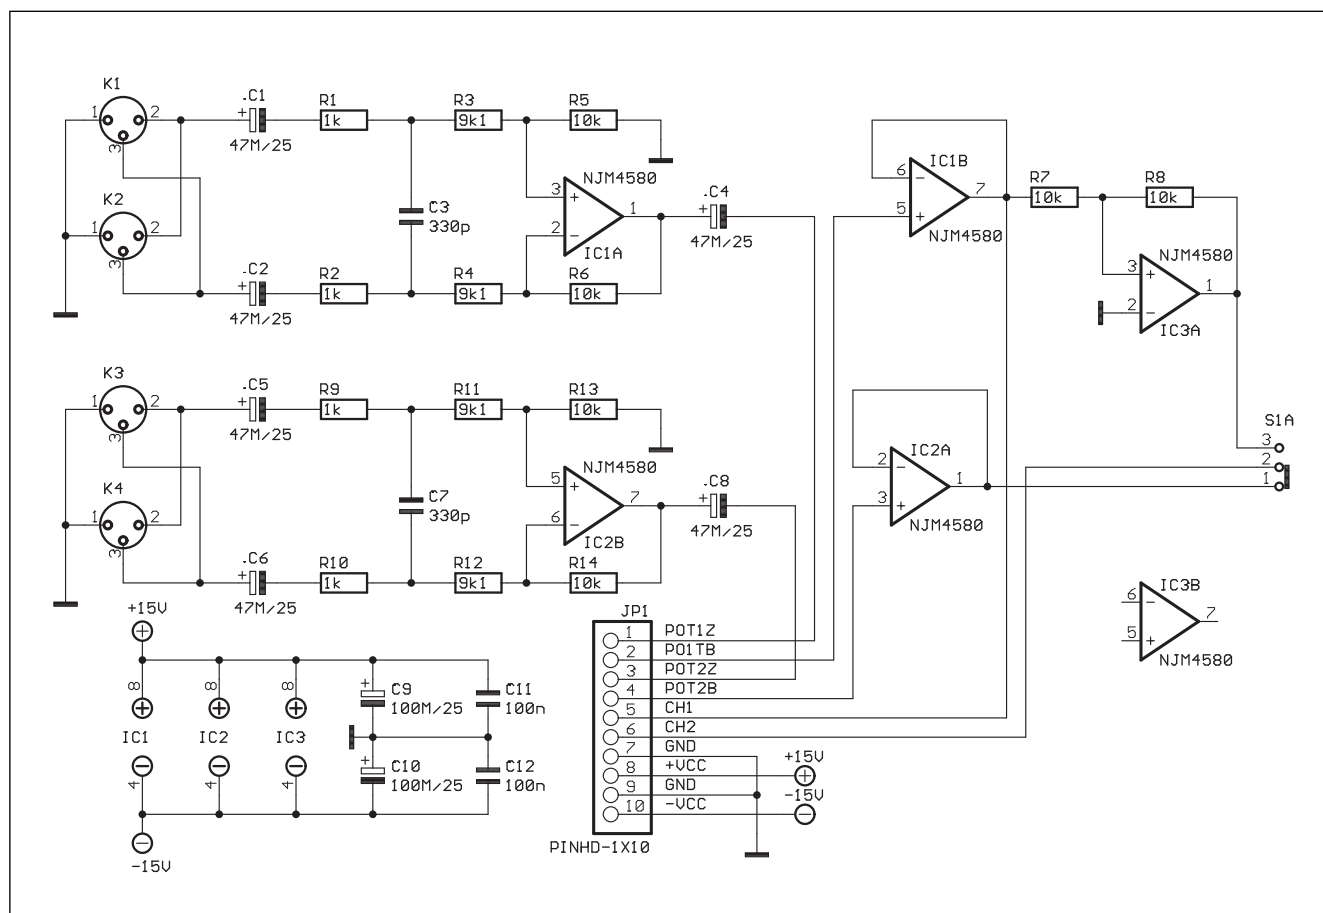 K1
1
2
3
.C1
+
47M/25
R1
1k
R3
9k1
R5
10k
K2
1
2
3
C3
330p
NJM4580
3
+
2
−
1
IC1A
.C4
+
47M/25
.C2
+
47M/25
R2
1k
R4
9k1
R6
10k
IC1B
6
−
5
+
7
NJM4580
R7
10k
R8
10k
NJM4580
3
+
2
−
1
IC3A
K3
1
2
3
.C5
+
47M/25
R9
1k
R11
9k1
R13
10k
K4
1
2
3
C7
330p
NJM4580
5
+
6
−
7
IC2B
.C8
+
47M/25
.C6
+
47M/25
R10
1k
R12
9k1
R14
10k
IC2A
2
−
3
+
1
NJM4580
S1A
3
2
1
IC3B
6
−
5
+
7
NJM4580
+15V
8
8
8
IC1
IC2
IC3
4
4
4
-15V
+
C9
100M/25
C11
100n
+
C10
100M/25
C12
100n
JP1
1 POT1Z
2 PO1TB
3 POT2Z
4 POT2B
5 CH1
6 CH2
7 GND
8 +VCC
9 GND
10 -VCC
+15V
-15V
PINHD-1X10